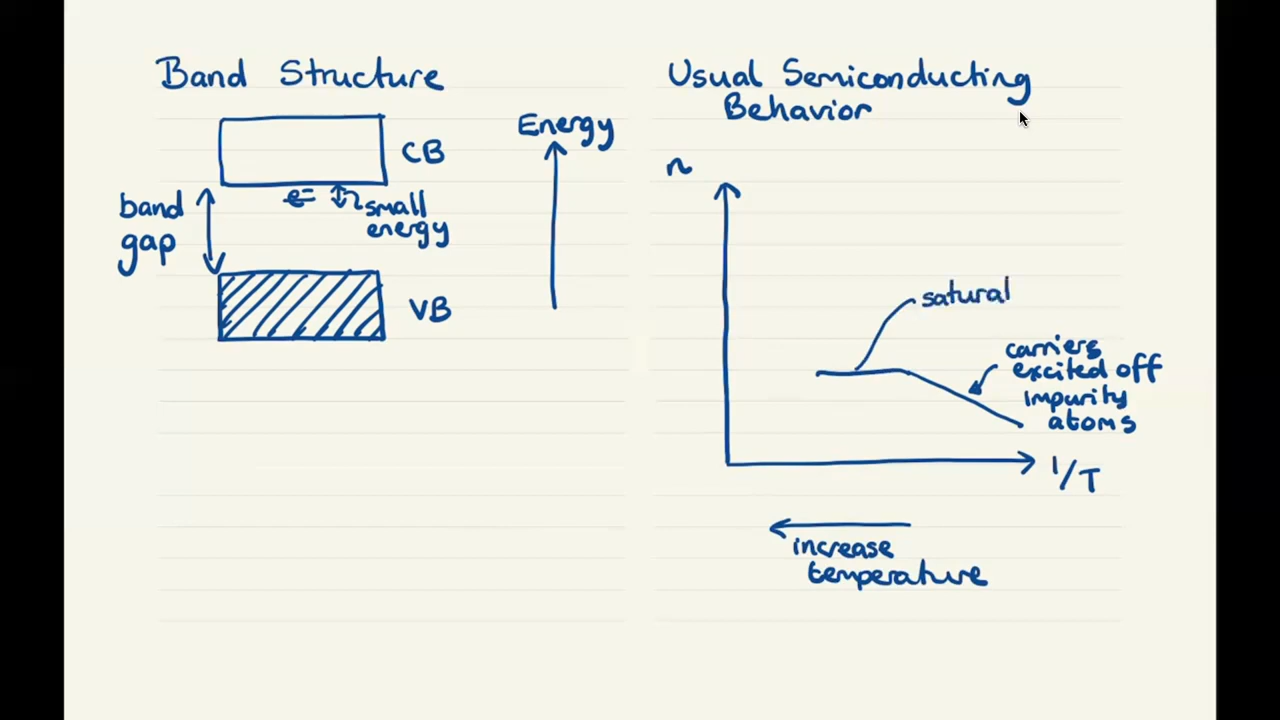 Band Structure
CB
band
gap
e-
small
energy
VB
Energy
Usual Semiconducting
Behavior
n
satural
carriers
excited off
impurity
atoms
1/T
increase
temperature